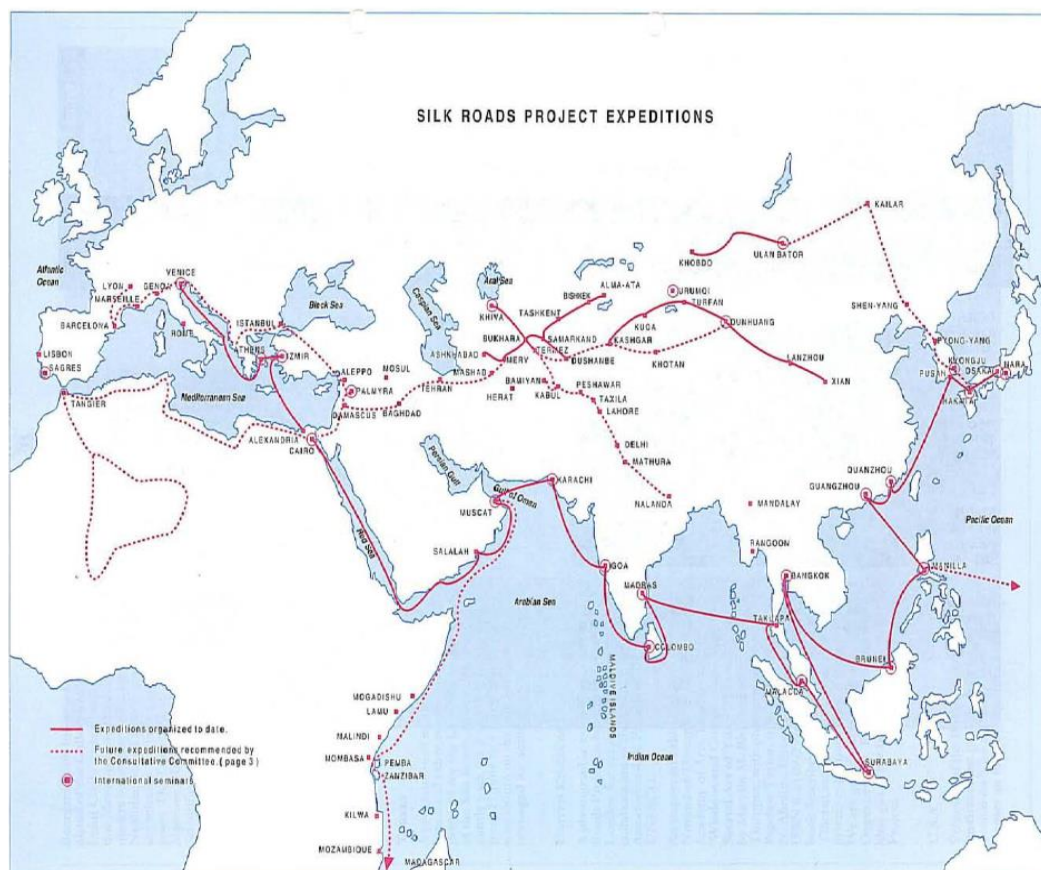 SILK ROADS PROJECT EXPEDITIONS
KAILAR
Atlantic
Ocean
VENICE
LYON
GENOA
MARSEILLE
BARCELONA
ROME
ISTANBUL
Black Sea
Caspian Sea
Aral Sea
KHIVA
BISHKEK
ALMA-ATA
TASHKENT
KHOBDO
ULAN BATOR
URUMQI
TURFAN
SHEN-YANG
KUCA
DUNHUANG
LISBON
SAGRES
ATHENS
IZMIR
BUKHARA
SAMARKAND
KASHGAR
ASHKHABAD
MERV
TERMEZ
DUSHANBE
KHOTAN
LANZHOU
XIAN
PYONG-YANG
KYONGJU
PUSAN
OSAKA
NARA
HAKATA
TANGIER
Mediterranean Sea
ALEPPO
MOSUL
PALMYRA
DAMASCUS
BAGHDAD
TEHRAN
MASHAD
HERAT
BAMIYAN
KABUL
PESHAWAR
TAXILA
LAHORE
ALEXANDRIA
CAIRO
DELHI
MATHURA
Persian Gulf
Gulf of Oman
KARACHI
NALANDA
MANDALAY
QUANZHOU
GUANGZHOU
MUSCAT
Red Sea
SALALAH
Pacific Ocean
RANGOON
GOA
MADRAS
BANGKOK
MANILLA
Arabian Sea
TAKUAPA
COLOMBO
BRUNEI
MALDIVE ISLANDS
MALACCA
MOGADISHU
LAMU
MALINDI
MOMBASA
PEMBA
ZANZIBAR
Indian Ocean
SURABAYA
KILWA
MOZAMBIQUE
MADAGASCAR
Expeditions organized to date.
Future expeditions recommended by
the Consultative Committee. ( page 3 )
International seminars